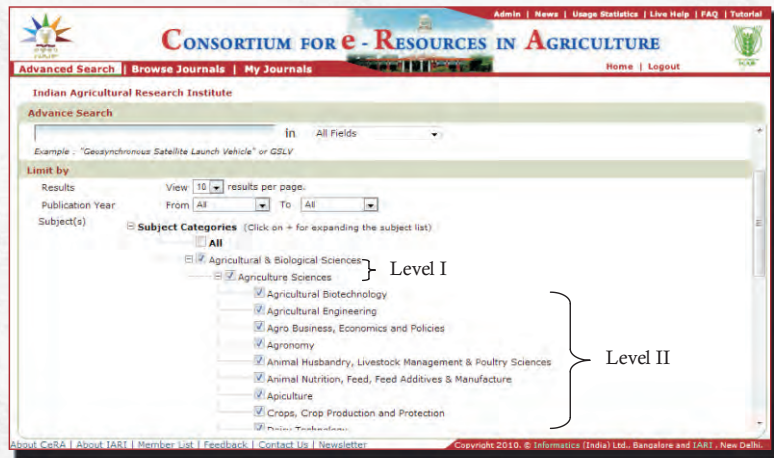 Admin | News | Usage Statistics | Live Help | FAQ | Tutorial
CONSORTIUM FOR e - RESOURCES IN AGRICULTURE
Advanced Search | Browse Journals | My Journals
Home | Logout
Indian Agricultural Research Institute
Advance Search
in All Fields
Example : "Geosynchronous Satellite Launch Vehicle" or GSLV
Limit by
Results View 10 results per page.
Publication Year From All To All
Subject(s)
Subject Categories (Click on + for expanding the subject list)
All
Agricultural & Biological Sciences
Level I
Agriculture Sciences
Agricultural Biotechnology
Agricultural Engineering
Agro Business, Economics and Policies
Agronomy
Animal Husbandry, Livestock Management & Poultry Sciences
Level II
Animal Nutrition, Feed, Feed Additives & Manufacture
Apiculture
Crops, Crop Production and Protection
Dairy Technology
About CeRA | About IARI | Member List | Feedback | Contact Us | Newsletter
Copyright 2010. © Informatics (India) Ltd., Bangalore and IARI , New Delhi.